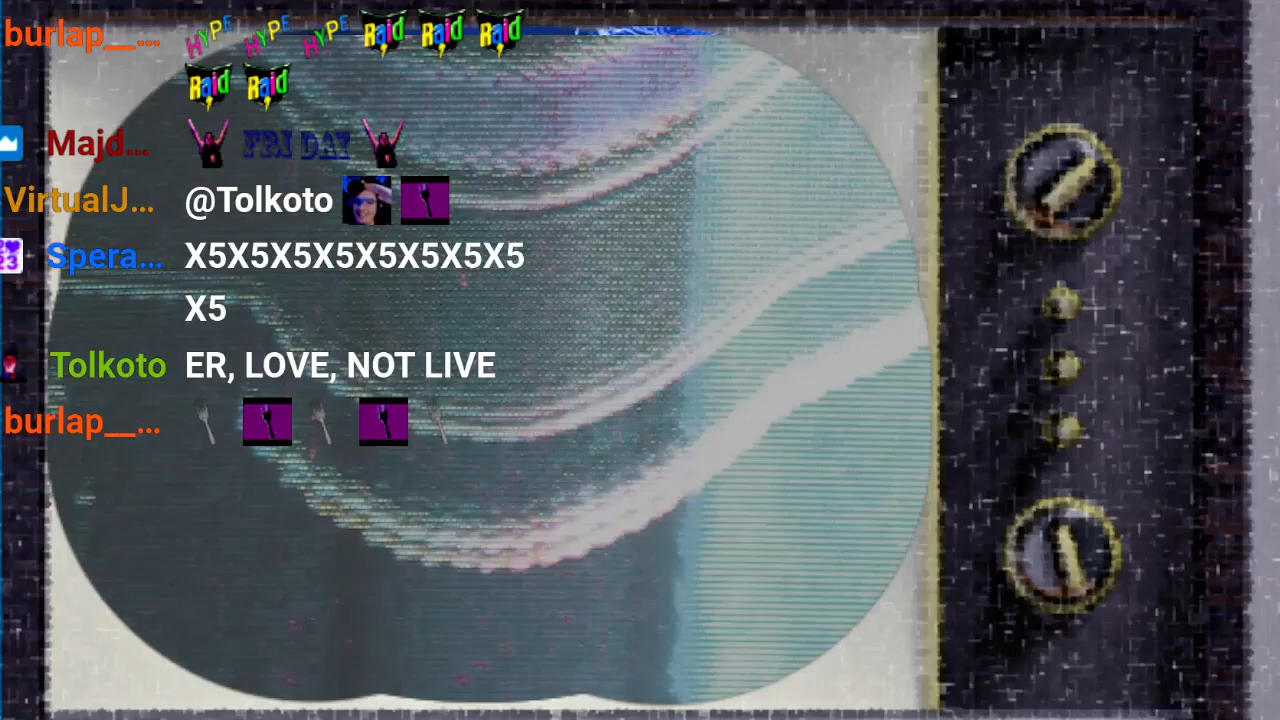 burlap__... HYPE HYPE HYPE Raid Raid Raid
Raid Raid
Majd... FRIDAY
VirtualJ... @Tolkoto
Spera... X5X5X5X5X5X5X5X5
X5
Tolkoto ER, LOVE, NOT LIVE
burlap__...